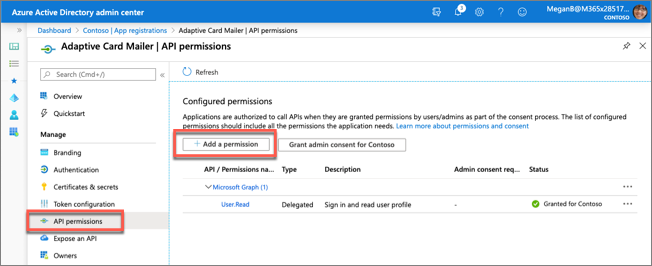 Azure Active Directory admin center
1
?
MeganB@M365x28517...
CONTOSO
Dashboard > Contoso | App registrations > Adaptive Card Mailer | API permissions
Adaptive Card Mailer | API permissions
Search (Cmd+/)
«
Refresh
Overview
Quickstart
Manage
Branding
Authentication
Certificates & secrets
Token configuration
API permissions
Expose an API
Owners
Configured permissions
Applications are authorized to call APIs when they are granted permissions by users/admins as part of the consent process. The list of configured
permissions should include all the permissions the application needs. Learn more about permissions and consent
+ Add a permission
Grant admin consent for Contoso
API / Permissions na... Type Description Admin consent req... Status
Microsoft Graph (1) ...
User.Read Delegated Sign in and read user profile - Granted for Contoso ...